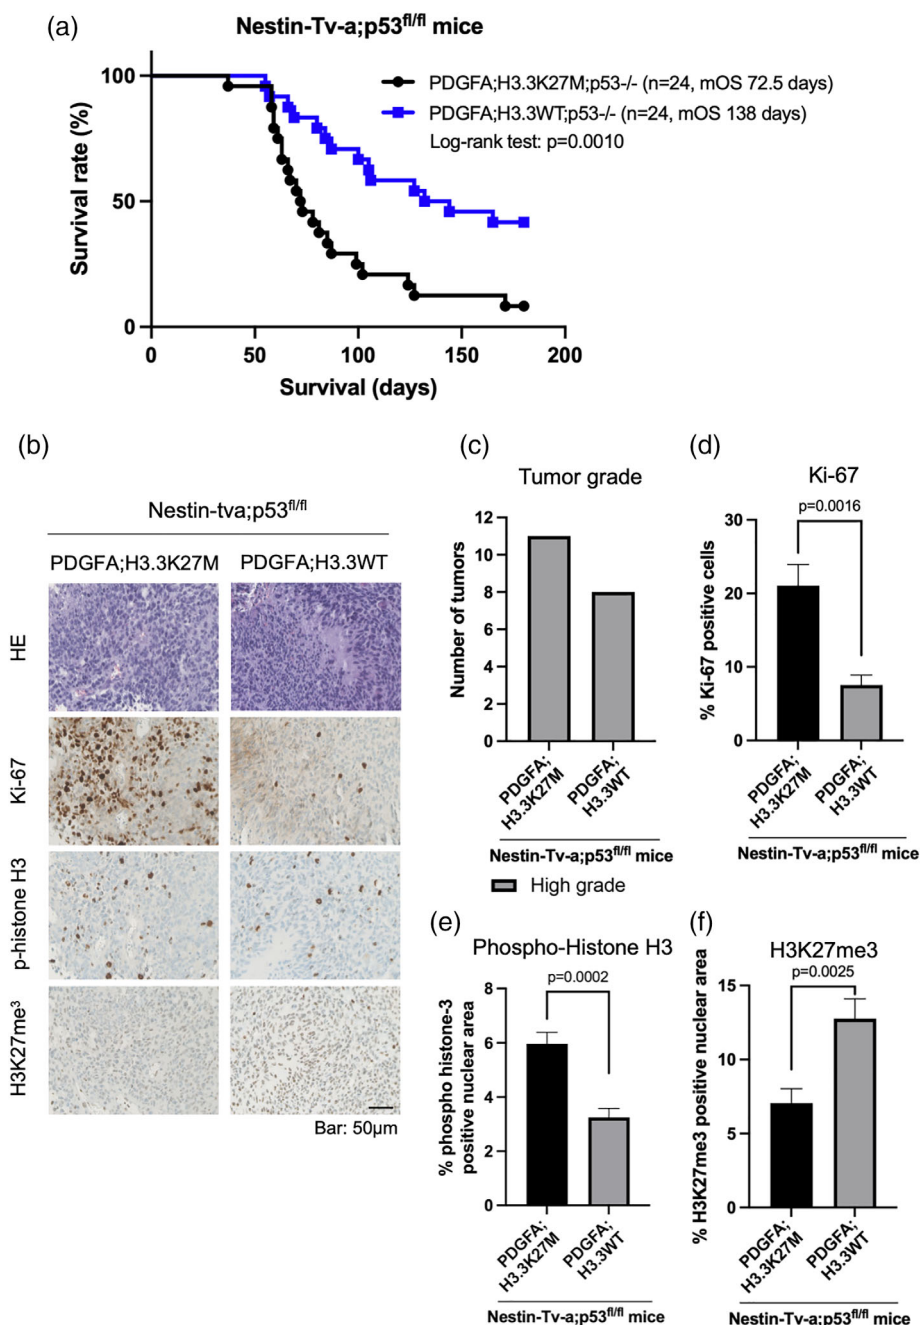 (a)
Nestin-Tv-a;p53fl/fl mice
PDGFA;H3.3K27M;p53-/- (n=24, mOS 72.5 days)
PDGFA;H3.3WT;p53-/- (n=24, mOS 138 days)
Log-rank test: p=0.0010
Survival rate (%)
100
50
0
0 50 100 150 200
Survival (days)
(b)
Nestin-tva;p53fl/fl
PDGFA;H3.3K27M PDGFA;H3.3WT
HE
Ki-67
p-histone H3
H3K27me3
Bar: 50μm
(c)
Tumor grade
Number of tumors
12
10
8
6
4
2
0
PDGFA;
H3.3K27M
PDGFA;
H3.3WT
Nestin-Tv-a;p53fl/fl mice
High grade
(d)
Ki-67
p=0.0016
% Ki-67 positive cells
30
20
10
0
PDGFA;
H3.3K27M
PDGFA;
H3.3WT
Nestin-Tv-a;p53fl/fl mice
(e)
Phospho-Histone H3
p=0.0002
% phospho histone-3
positive nuclear area
8
6
4
2
0
PDGFA;
H3.3K27M
PDGFA;
H3.3WT
Nestin-Tv-a;p53fl/fl mice
(f)
H3K27me3
p=0.0025
% H3K27me3 positive nuclear area
15
10
5
0
PDGFA;
H3.3K27M
PDGFA;
H3.3WT
Nestin-Tv-a;p53fl/fl mice